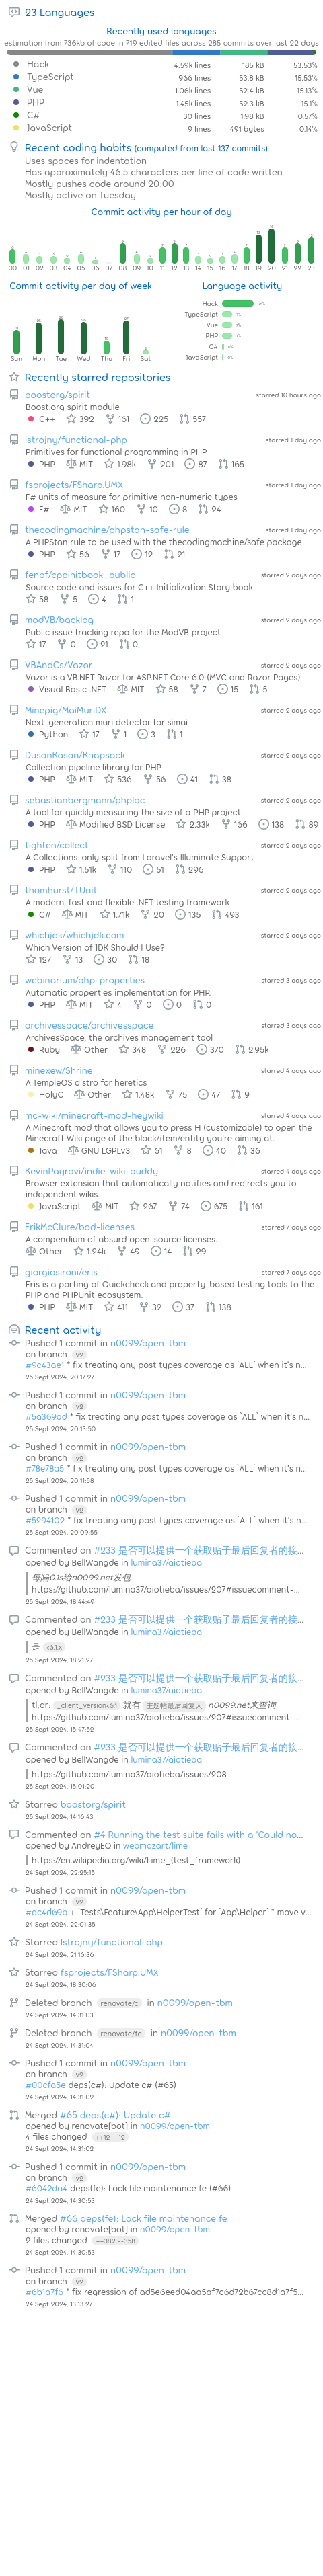 23 Languages
Recently used languages
estimation from 736kb of code in 719 edited files across 285 commits over last 22 days
Hack 4.59k lines 185 kB 53.53%
TypeScript 966 lines 53.8 kB 15.53%
Vue 1.06k lines 52.4 kB 15.13%
PHP 1.45k lines 52.3 kB 15.1%
C# 30 lines 1.98 kB 0.57%
JavaScript 9 lines 491 bytes 0.14%
Recent coding habits (computed from last 137 commits)
Uses spaces for indentation
Has approximately 46.5 characters per line of code written
Mostly pushes code around 20:00
Mostly active on Tuesday
Commit activity per hour of day
00 01 02 03 04 05 06 07 08 09 10 11 12 13 14 15 16 17 18 19 20 21 22 23
Commit activity per day of week
Sun Mon Tue Wed Thu Fri Sat
Language activity
Hack
TypeScript
Vue
PHP
C#
JavaScript
Recently starred repositories
boostorg/spirit starred 10 hours ago
Boost.org spirit module
C++ 392 161 225 557
lstrojny/functional-php starred 1 day ago
Primitives for functional programming in PHP
PHP MIT 1.98k 201 87 165
fsprojects/FSharp.UMX starred 1 day ago
F# units of measure for primitive non-numeric types
F# MIT 160 10 8 24
thecodingmachine/phpstan-safe-rule starred 1 day ago
A PHPStan rule to be used with the thecodingmachine/safe package
PHP 56 17 12 21
fenbf/cppinitbook_public starred 2 days ago
Source code and issues for C++ Initialization Story book
58 5 4 1
modVB/backlog starred 2 days ago
Public issue tracking repo for the ModVB project
17 0 21 0
VBAndCs/Vazor starred 2 days ago
Vazor is a VB.NET Razor for ASP.NET Core 6.0 (MVC and Razor Pages)
Visual Basic .NET MIT 58 7 15 5
Minepig/MaiMuriDX starred 2 days ago
Next-generation muri detector for simai
Python 17 1 3 1
DusanKasan/Knapsack starred 2 days ago
Collection pipeline library for PHP
PHP MIT 536 56 41 38
sebastianbergmann/phploc starred 2 days ago
A tool for quickly measuring the size of a PHP project.
PHP Modified BSD License 2.33k 166 138 89
tighten/collect starred 2 days ago
A Collections-only split from Laravel's Illuminate Support
PHP 1.51k 110 51 296
thomhurst/TUnit starred 2 days ago
A modern, fast and flexible .NET testing framework
C# MIT 1.71k 20 135 493
whichjdk/whichjdk.com starred 2 days ago
Which Version of JDK Should I Use?
127 13 30 18
webinarium/php-properties starred 3 days ago
Automatic properties implementation for PHP.
PHP MIT 4 0 0 0
archivesspace/archivesspace starred 3 days ago
ArchivesSpace, the archives management tool
Ruby Other 348 226 370 2.95k
minexew/Shrine starred 4 days ago
A TempleOS distro for heretics
HolyC Other 1.48k 75 47 9
mc-wiki/minecraft-mod-heywiki starred 4 days ago
A Minecraft mod that allows you to press H (customizable) to open the
Minecraft Wiki page of the block/item/entity you're aiming at.
Java GNU LGPLv3 61 8 40 36
KevinPayravi/indie-wiki-buddy starred 4 days ago
Browser extension that automatically notifies and redirects you to
independent wikis.
JavaScript MIT 267 74 675 161
ErikMcClure/bad-licenses starred 7 days ago
A compendium of absurd open-source licenses.
Other 1.24k 49 14 29
giorgiosironi/eris starred 7 days ago
Eris is a porting of Quickcheck and property-based testing tools to the
PHP and PHPUnit ecosystem.
PHP MIT 411 32 37 138
Recent activity
Pushed 1 commit in n0099/open-tbm
on branch v2
#9c43ae1 * fix treating any post types coverage as `ALL` when it's n...
25 Sept 2024, 20:17:27
Pushed 1 commit in n0099/open-tbm
on branch v2
#5a369ad * fix treating any post types coverage as `ALL` when it's n...
25 Sept 2024, 20:13:50
Pushed 1 commit in n0099/open-tbm
on branch v2
#78e78a5 * fix treating any post types coverage as `ALL` when it's n...
25 Sept 2024, 20:11:58
Pushed 1 commit in n0099/open-tbm
on branch v2
#5294102 * fix treating any post types coverage as `ALL` when it's n...
25 Sept 2024, 20:09:55
Commented on #233 是否可以提供一个获取贴子最后回复者的接...
opened by BellWangde in lumina37/aiotieba
每隔0.1s给n0099.net发包
https://github.com/lumina37/aiotieba/issues/207#issuecomment-...
25 Sept 2024, 18:44:49
Commented on #233 是否可以提供一个获取贴子最后回复者的接...
opened by BellWangde in lumina37/aiotieba
是 <6.1.x
25 Sept 2024, 18:21:27
Commented on #233 是否可以提供一个获取贴子最后回复者的接...
opened by BellWangde in lumina37/aiotieba
tl;dr: _client_version<6.1 就有 主题帖最后回复人 n0099.net来查询
https://github.com/lumina37/aiotieba/issues/207#issuecomment-...
25 Sept 2024, 15:47:52
Commented on #233 是否可以提供一个获取贴子最后回复者的接...
opened by BellWangde in lumina37/aiotieba
https://github.com/lumina37/aiotieba/issues/208
25 Sept 2024, 15:01:20
Starred boostorg/spirit
25 Sept 2024, 14:16:43
Commented on #4 Running the test suite fails with a 'Could no...
opened by AndreyEQ in webmozart/lime
https://en.wikipedia.org/wiki/Lime_(test_framework)
24 Sept 2024, 22:25:15
Pushed 1 commit in n0099/open-tbm
on branch v2
#dc4d69b + `Tests\Feature\App\HelperTest` for `App\Helper` * move v...
24 Sept 2024, 22:01:35
Starred lstrojny/functional-php
24 Sept 2024, 21:16:36
Starred fsprojects/FSharp.UMX
24 Sept 2024, 18:30:06
Deleted branch renovate/c in n0099/open-tbm
24 Sept 2024, 14:31:03
Deleted branch renovate/fe in n0099/open-tbm
24 Sept 2024, 14:31:04
Pushed 1 commit in n0099/open-tbm
on branch v2
#00cfa5e deps(c#): Update c# (#65)
24 Sept 2024, 14:31:02
Merged #65 deps(c#): Update c#
opened by renovate[bot] in n0099/open-tbm
4 files changed ++12 --12
24 Sept 2024, 14:31:02
Pushed 1 commit in n0099/open-tbm
on branch v2
#6042da4 deps(fe): Lock file maintenance fe (#66)
24 Sept 2024, 14:30:53
Merged #66 deps(fe): Lock file maintenance fe
opened by renovate[bot] in n0099/open-tbm
2 files changed ++382 --358
24 Sept 2024, 14:30:53
Pushed 1 commit in n0099/open-tbm
on branch v2
#6b1a7f6 * fix regression of ad5e6eed04aa5af7c6d72b67cc8d1a7f5...
24 Sept 2024, 13:13:27